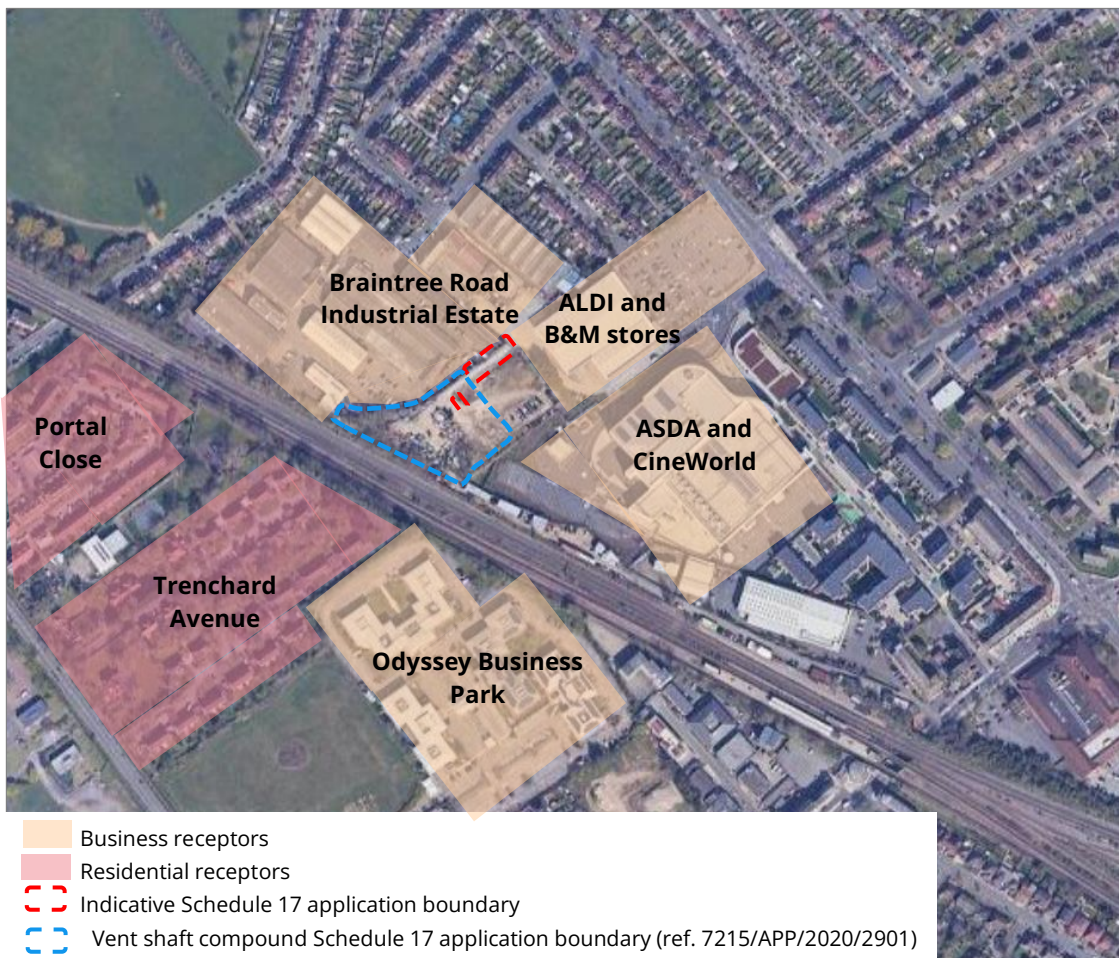 Braintree Road
Industrial Estate
ALDI and
B&M stores
Portal
Close
ASDA and
CineWorld
Trenchard
Avenue
Odyssey Business
Park
Business receptors
Residential receptors
Indicative Schedule 17 application boundary
Vent shaft compound Schedule 17 application boundary (ref. 7215/APP/2020/2901)